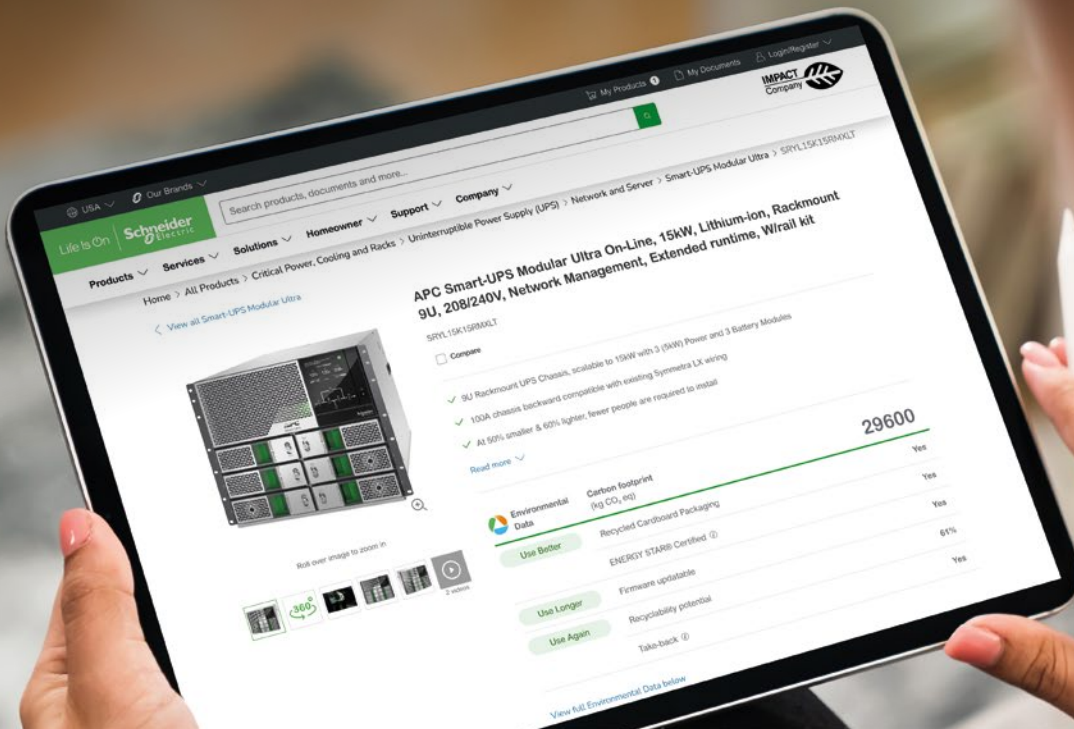 USA
Our Brands
My Products 1
My Documents
Login/Register
Life Is On | Schneider Electric
Search products, documents and more...
IMPACT Company
Products
Services
Solutions
Homeowner
Support
Company
Home > All Products > Critical Power, Cooling and Racks > Uninterruptible Power Supply (UPS) > Network and Server > Smart-UPS Modular Ultra > SRYL15K15RMXLT
View all Smart-UPS Modular Ultra
APC Smart-UPS Modular Ultra On-Line, 15kW, Lithium-ion, Rackmount
9U, 208/240V, Network Management, Extended runtime, W/rail kit
SRYL15K15RMXLT
Compare
9U Rackmount UPS Chassis, scalable to 15kW with 3 (5kW) Power and 3 Battery Modules
100A chassis backward compatible with existing Symmetra LX wiring
At 50% smaller & 60% lighter, fewer people are required to install
Read more
Roll over image to zoom in
360°
2 videos
Environmental Data
Carbon footprint
(kg CO₂ eq)
29600
Use Better
Recycled Cardboard Packaging
Yes
ENERGY STAR® Certified
Yes
Use Longer
Firmware updatable
Yes
Use Again
Recyclability potential
61%
Take-back
Yes
View full Environmental Data below